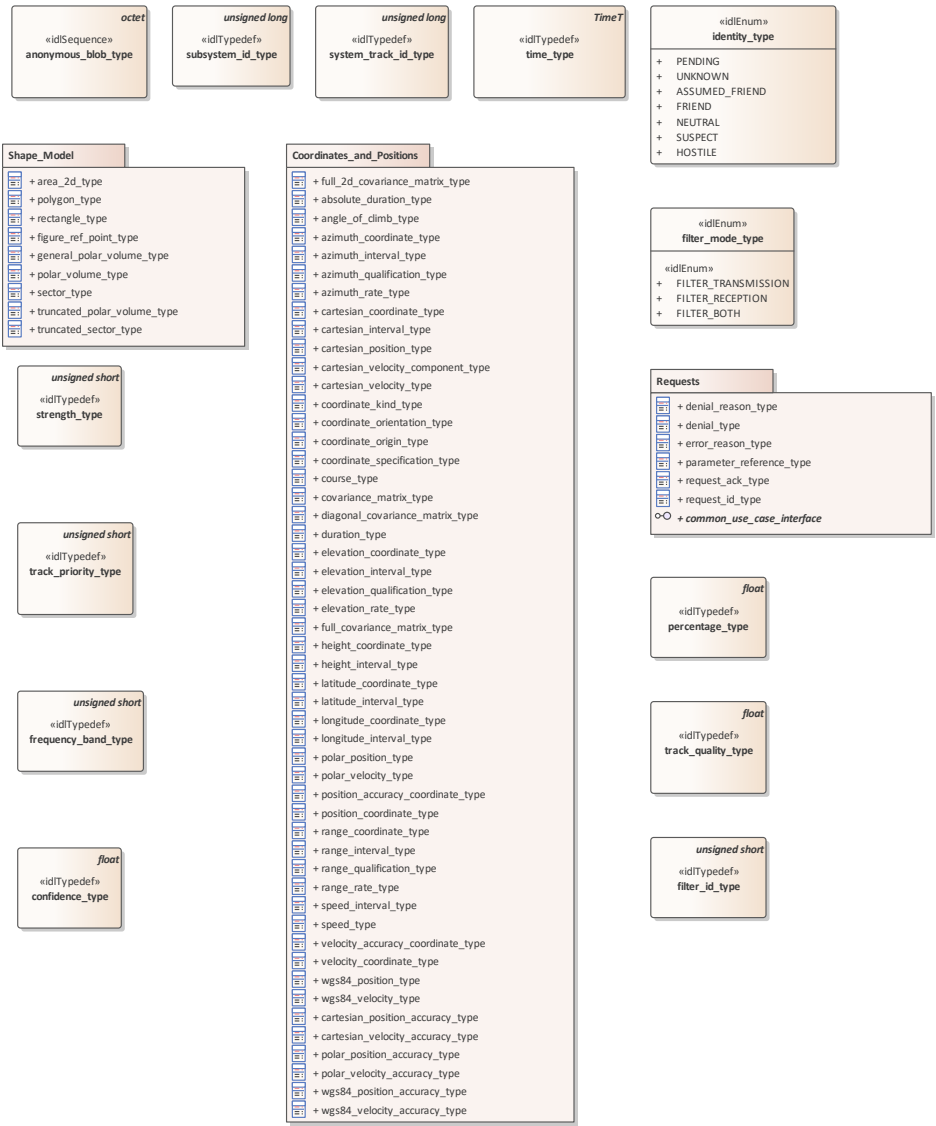 octet
«idlSequence»
anonymous_blob_type
unsigned long
«idlTypedef»
subsystem_id_type
unsigned long
«idlTypedef»
system_track_id_type
TimeT
«idlTypedef»
time_type
«idlEnum»
identity_type
+ PENDING
+ UNKNOWN
+ ASSUMED_FRIEND
+ FRIEND
+ NEUTRAL
+ SUSPECT
+ HOSTILE
Shape_Model
+ area_2d_type
+ polygon_type
+ rectangle_type
+ figure_ref_point_type
+ general_polar_volume_type
+ polar_volume_type
+ sector_type
+ truncated_polar_volume_type
+ truncated_sector_type
unsigned short
«idlTypedef»
strength_type
unsigned short
«idlTypedef»
track_priority_type
unsigned short
«idlTypedef»
frequency_band_type
float
«idlTypedef»
confidence_type
Coordinates_and_Positions
+ full_2d_covariance_matrix_type
+ absolute_duration_type
+ angle_of_climb_type
+ azimuth_coordinate_type
+ azimuth_interval_type
+ azimuth_qualification_type
+ azimuth_rate_type
+ cartesian_coordinate_type
+ cartesian_interval_type
+ cartesian_position_type
+ cartesian_velocity_component_type
+ cartesian_velocity_type
+ coordinate_kind_type
+ coordinate_orientation_type
+ coordinate_origin_type
+ coordinate_specification_type
+ course_type
+ covariance_matrix_type
+ diagonal_covariance_matrix_type
+ duration_type
+ elevation_coordinate_type
+ elevation_interval_type
+ elevation_qualification_type
+ elevation_rate_type
+ full_covariance_matrix_type
+ height_coordinate_type
+ height_interval_type
+ latitude_coordinate_type
+ latitude_interval_type
+ longitude_coordinate_type
+ longitude_interval_type
+ polar_position_type
+ polar_velocity_type
+ position_accuracy_coordinate_type
+ position_coordinate_type
+ range_coordinate_type
+ range_interval_type
+ range_qualification_type
+ range_rate_type
+ speed_interval_type
+ speed_type
+ velocity_accuracy_coordinate_type
+ velocity_coordinate_type
+ wgs84_position_type
+ wgs84_velocity_type
+ cartesian_position_accuracy_type
+ cartesian_velocity_accuracy_type
+ polar_position_accuracy_type
+ polar_velocity_accuracy_type
+ wgs84_position_accuracy_type
+ wgs84_velocity_accuracy_type
«idlEnum»
filter_mode_type
«idlEnum»
+ FILTER_TRANSMISSION
+ FILTER_RECEPTION
+ FILTER_BOTH
Requests
+ denial_reason_type
+ denial_type
+ error_reason_type
+ parameter_reference_type
+ request_ack_type
+ request_id_type
+ common_use_case_interface
float
«idlTypedef»
percentage_type
float
«idlTypedef»
track_quality_type
unsigned short
«idlTypedef»
filter_id_type